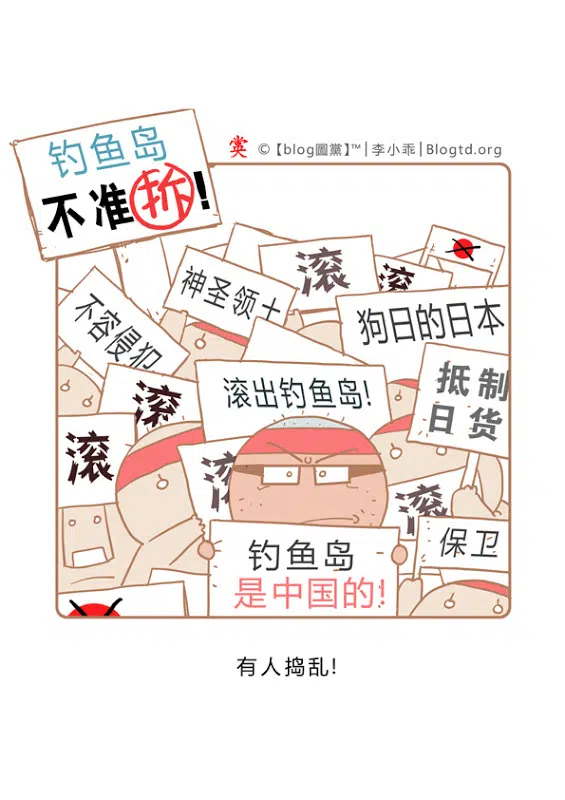 钓鱼岛
不准拆!
©【blog圖黨】™|李小乖|Blogtd.org
神圣领土
滚
滚
不容侵犯
狗日的日本
滚出钓鱼岛!
抵制
日货
滚
滚
滚
滚
保卫
钓鱼岛
是中国的!
有人捣乱!